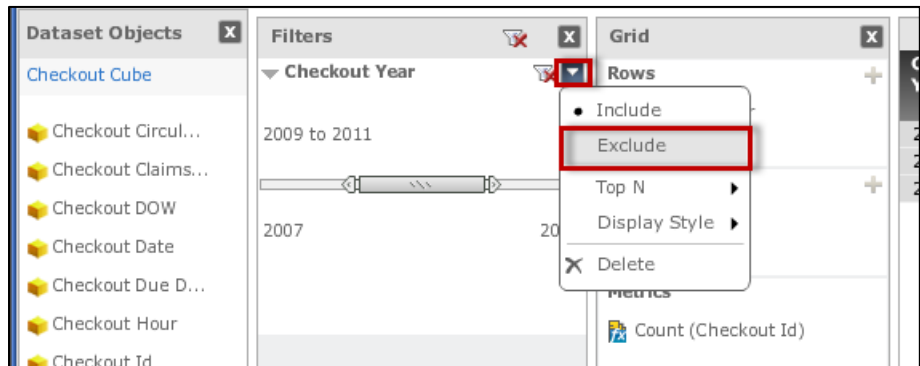 Dataset Objects
Checkout Cube
Checkout Circul...
Checkout Claims...
Checkout DOW
Checkout Date
Checkout Due D...
Checkout Hour
Checkout Id
Filters
Checkout Year
2009 to 2011
2007
Include
Exclude
Top N
Display Style
Delete
Grid
Rows
Metrics
Count (Checkout Id)